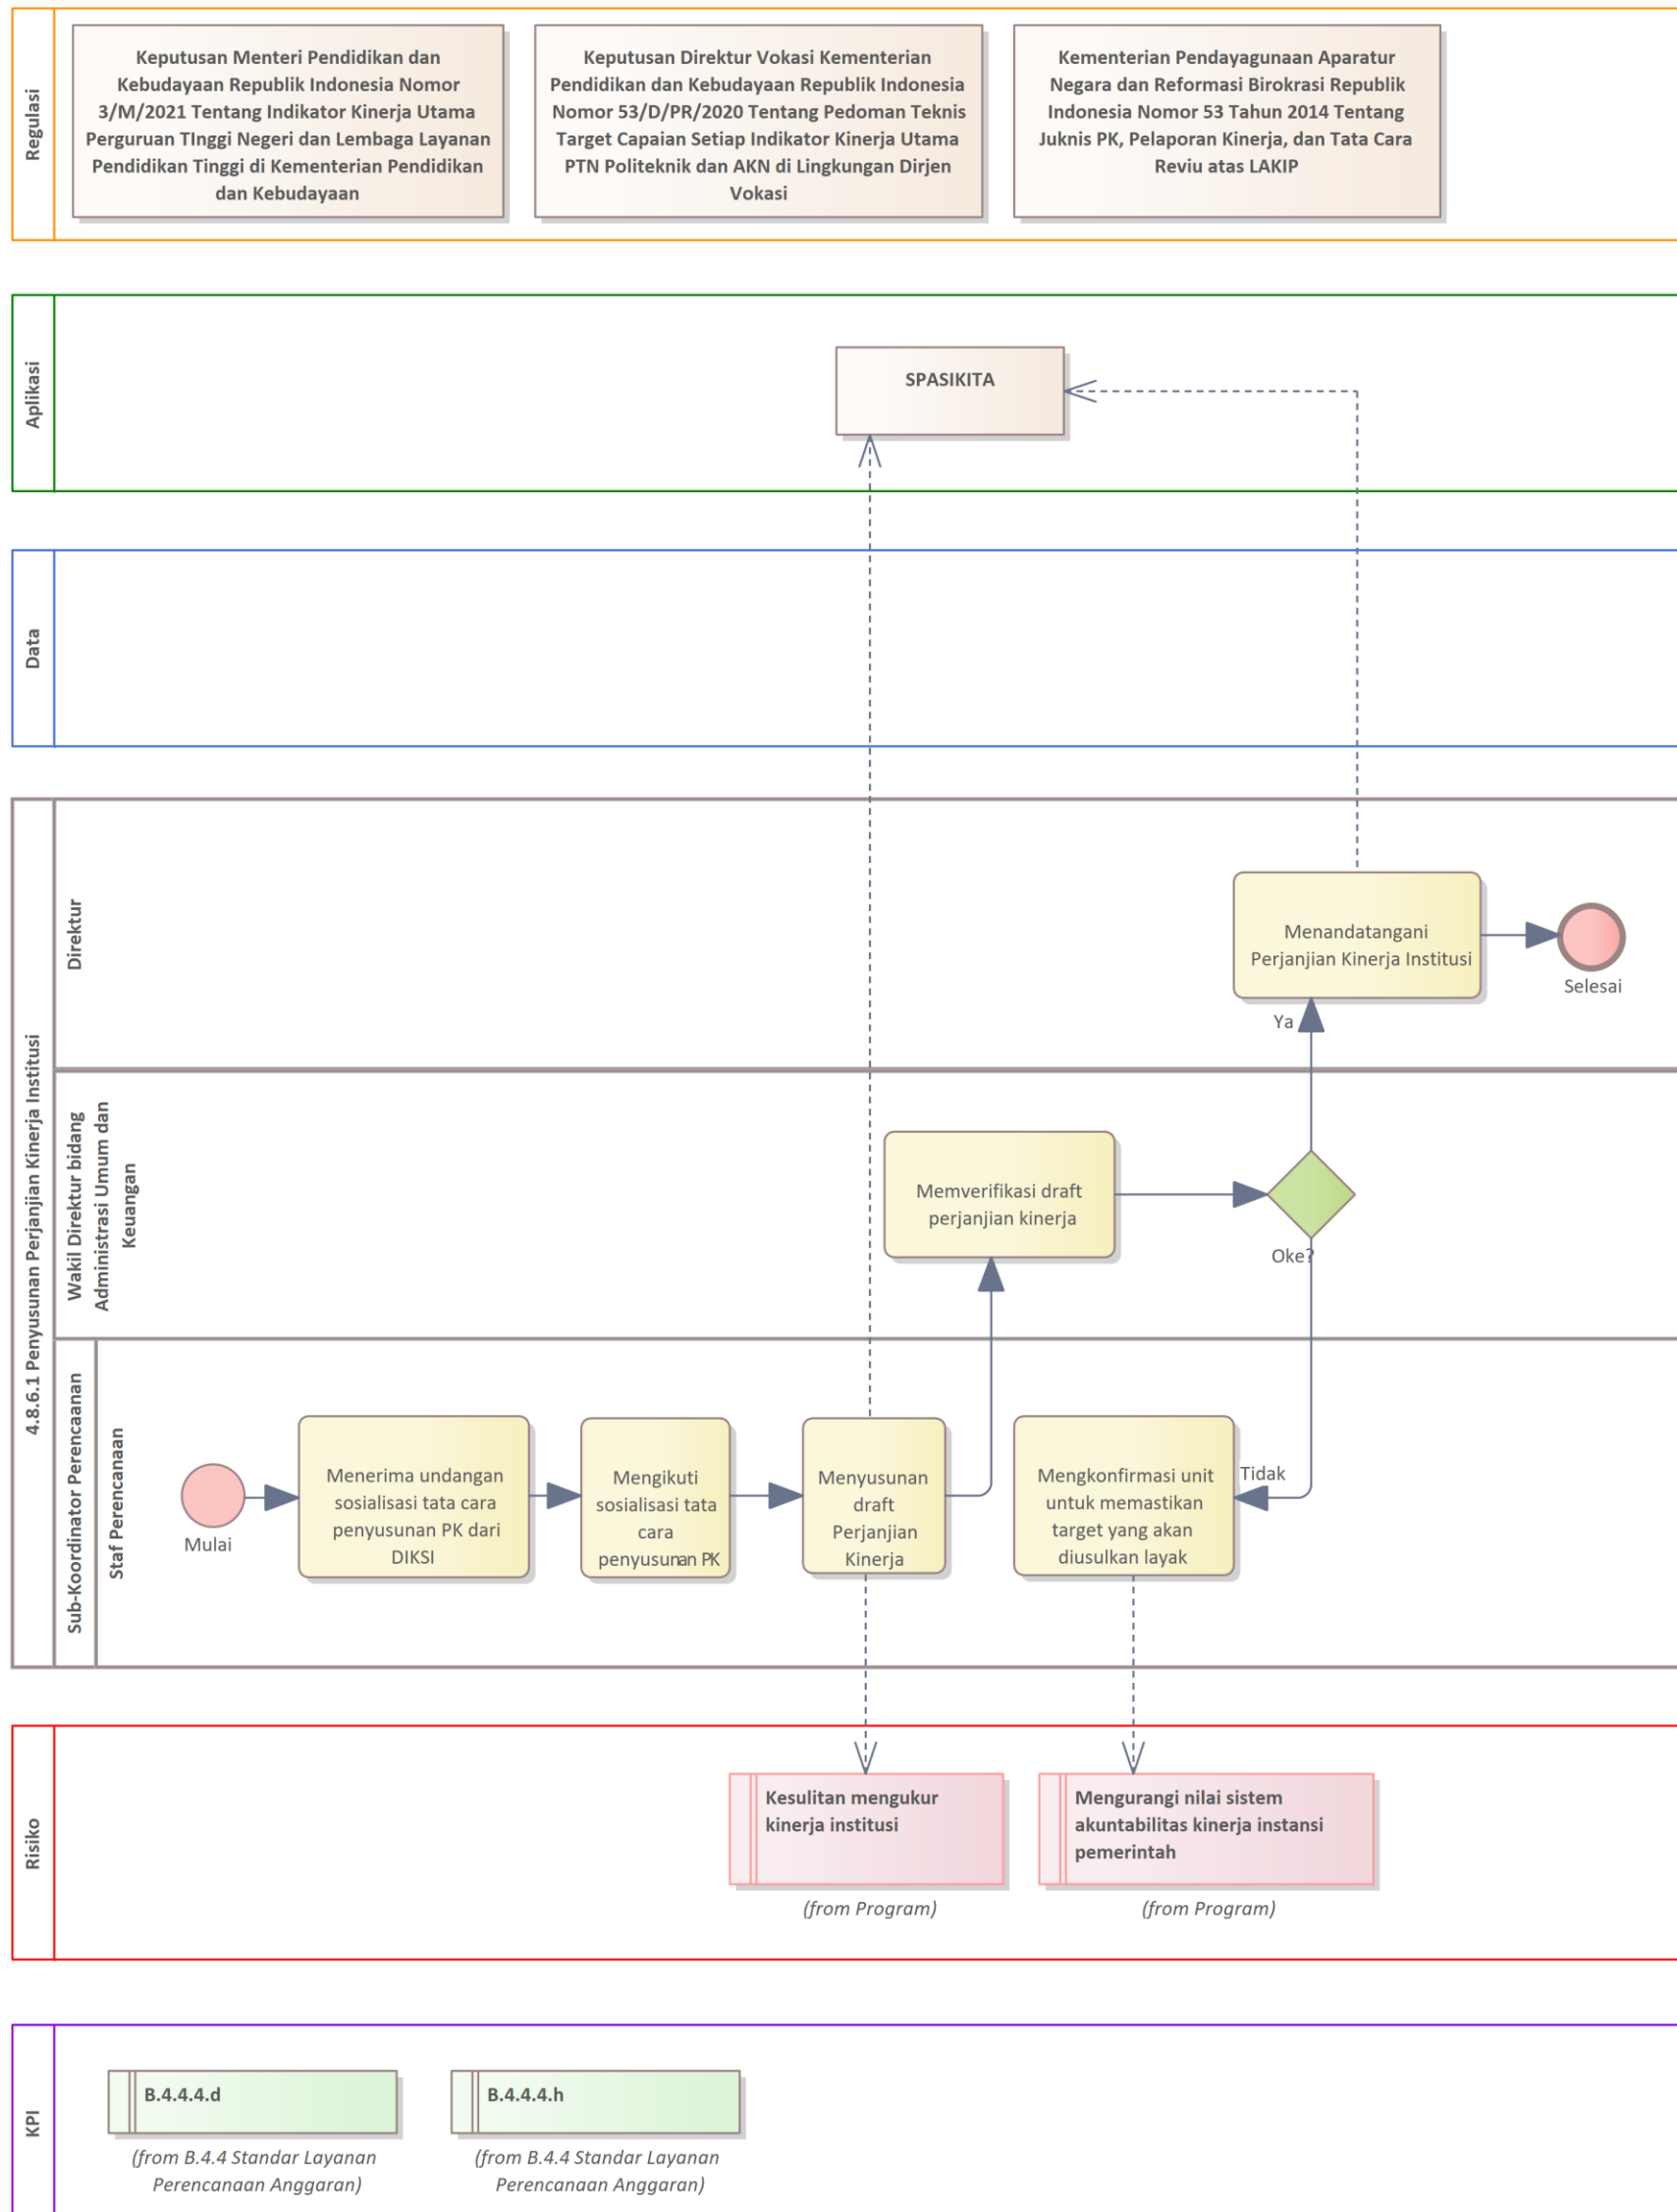 Regulasi
Keputusan Menteri Pendidikan dan
Kebudayaan Republik Indonesia Nomor
3/M/2021 Tentang Indikator Kinerja Utama
Perguruan TInggi Negeri dan Lembaga Layanan
Pendidikan Tinggi di Kementerian Pendidikan
dan Kebudayaan
Keputusan Direktur Vokasi Kementerian
Pendidikan dan Kebudayaan Republik Indonesia
Nomor 53/D/PR/2020 Tentang Pedoman Teknis
Target Capaian Setiap Indikator Kinerja Utama
PTN Politeknik dan AKN di Lingkungan Dirjen
Vokasi
Kementerian Pendayagunaan Aparatur
Negara dan Reformasi Birokrasi Republik
Indonesia Nomor 53 Tahun 2014 Tentang
Juknis PK, Pelaporan Kinerja, dan Tata Cara
Reviu atas LAKIP
Aplikasi
SPASIKITA
Data
4.8.6.1 Penyusunan Perjanjian Kinerja Institusi
Direktur
Menandatangani
Perjanjian Kinerja Institusi
Selesai
Ya
Wakil Direktur bidang
Administrasi Umum dan
Keuangan
Memverifikasi draft
perjanjian kinerja
Oke?
Sub-Koordinator Perencaanan
Staf Perencanaan
Mulai
Menerima undangan
sosialisasi tata cara
penyusunan PK dari
DIKSI
Mengikuti
sosialisasi tata
cara
penyusunan PK
Menyusunan
draft
Perjanjian
Kinerja
Mengkonfirmasi unit
untuk memastikan
target yang akan
diusulkan layak
Tidak
Risiko
Kesulitan mengukur
kinerja institusi
(from Program)
Mengurangi nilai sistem
akuntabilitas kinerja instansi
pemerintah
(from Program)
KPI
B.4.4.4.d
(from B.4.4 Standar Layanan
Perencanaan Anggaran)
B.4.4.4.h
(from B.4.4 Standar Layanan
Perencanaan Anggaran)